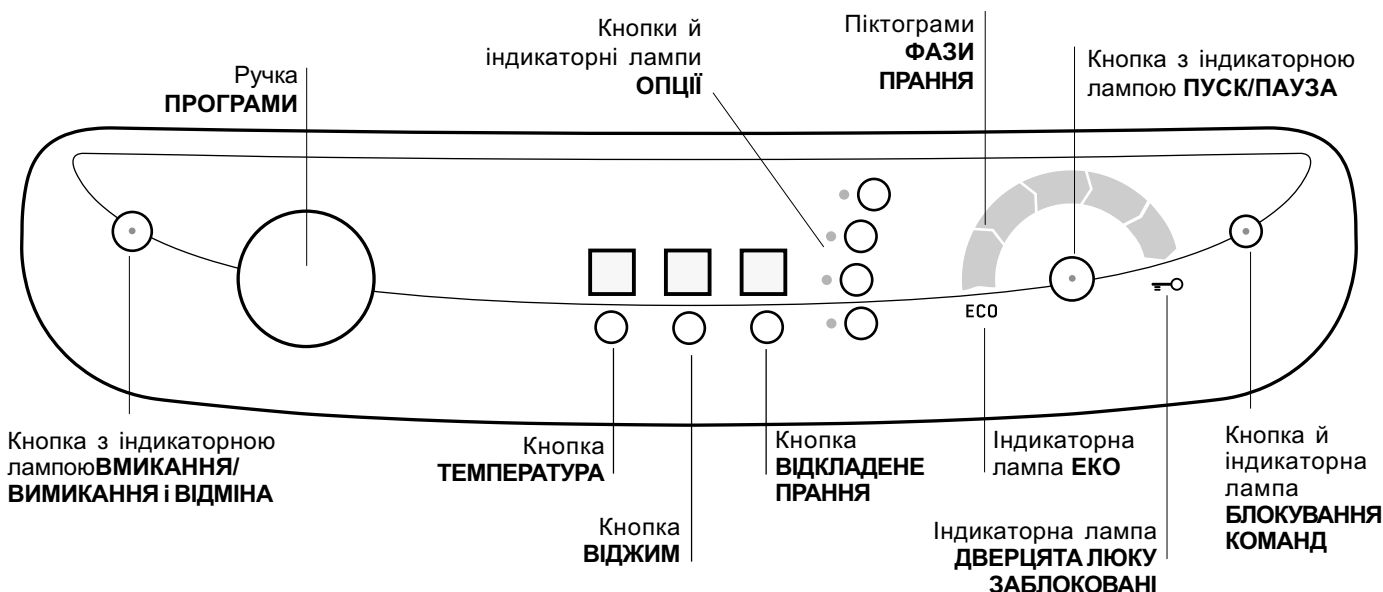 Ручка
ПРОГРАМИ
Кнопки й
індикаторні лампи
ОПЦІЇ
Піктограми
ФАЗИ
ПРАННЯ
Кнопка з індикаторною
лампою ПУСК/ПАУЗА
ECO
Кнопка з індикаторною
лампоюВМИКАННЯ/
ВИМИКАННЯ і ВІДМІНА
Кнопка
ТЕМПЕРАТУРА
Кнопка
ВІДЖИМ
Кнопка
ВІДКЛАДЕНЕ
ПРАННЯ
Індикаторна
лампа ЕКО
Індикаторна лампа
ДВЕРЦЯТА ЛЮКУ
ЗАБЛОКОВАНІ
Кнопка й
індикаторна
лампа
БЛОКУВАННЯ
КОМАНД